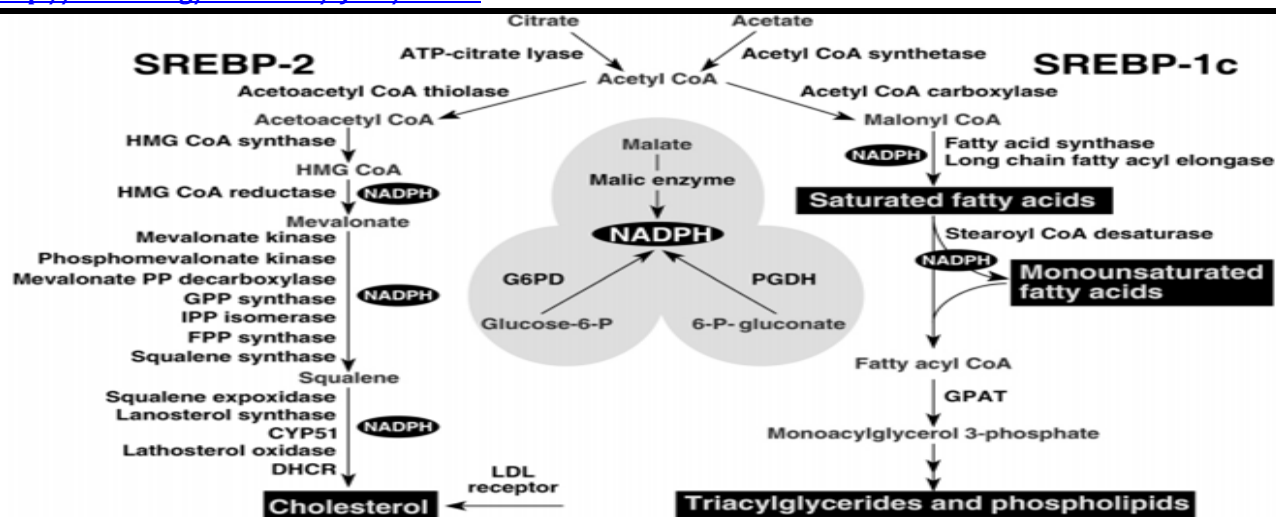 Citrate
Acetate
ATP-citrate lyase
Acetyl CoA synthetase
SREBP-2
SREBP-1c
Acetyl CoA
Acetoacetyl CoA thiolase
Acetyl CoA carboxylase
Acetoacetyl CoA
Malonyl CoA
HMG CoA synthase
Fatty acid synthase
NADPH
Long chain fatty acyl elongase
HMG CoA
HMG CoA reductase
NADPH
Saturated fatty acids
Mevalonate
Malate
Malic enzyme
NADPH
G6PD
PGDH
Glucose-6-P
6-P-gluconate
Mevalonate kinase
Phosphomevalonate kinase
Mevalonate PP decarboxylase
GPP synthase
NADPH
IPP isomerase
FPP synthase
Squalene synthase
Stearoyl CoA desaturase
NADPH
Monounsaturated
fatty acids
Squalene
Fatty acyl CoA
Squalene expoxidase
GPAT
Lanosterol synthase
CYP51
NADPH
Lathosterol oxidase
DHCR
Monoacylglycerol 3-phosphate
LDL
receptor
Cholesterol
Triacylglycerides and phospholipids